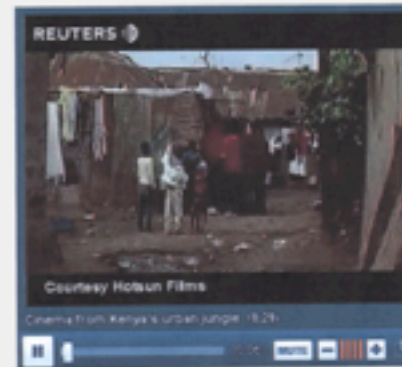 REUTERS
Courtesy Hotsun Films
Cinema from Kenya's urban jungle
MUTE